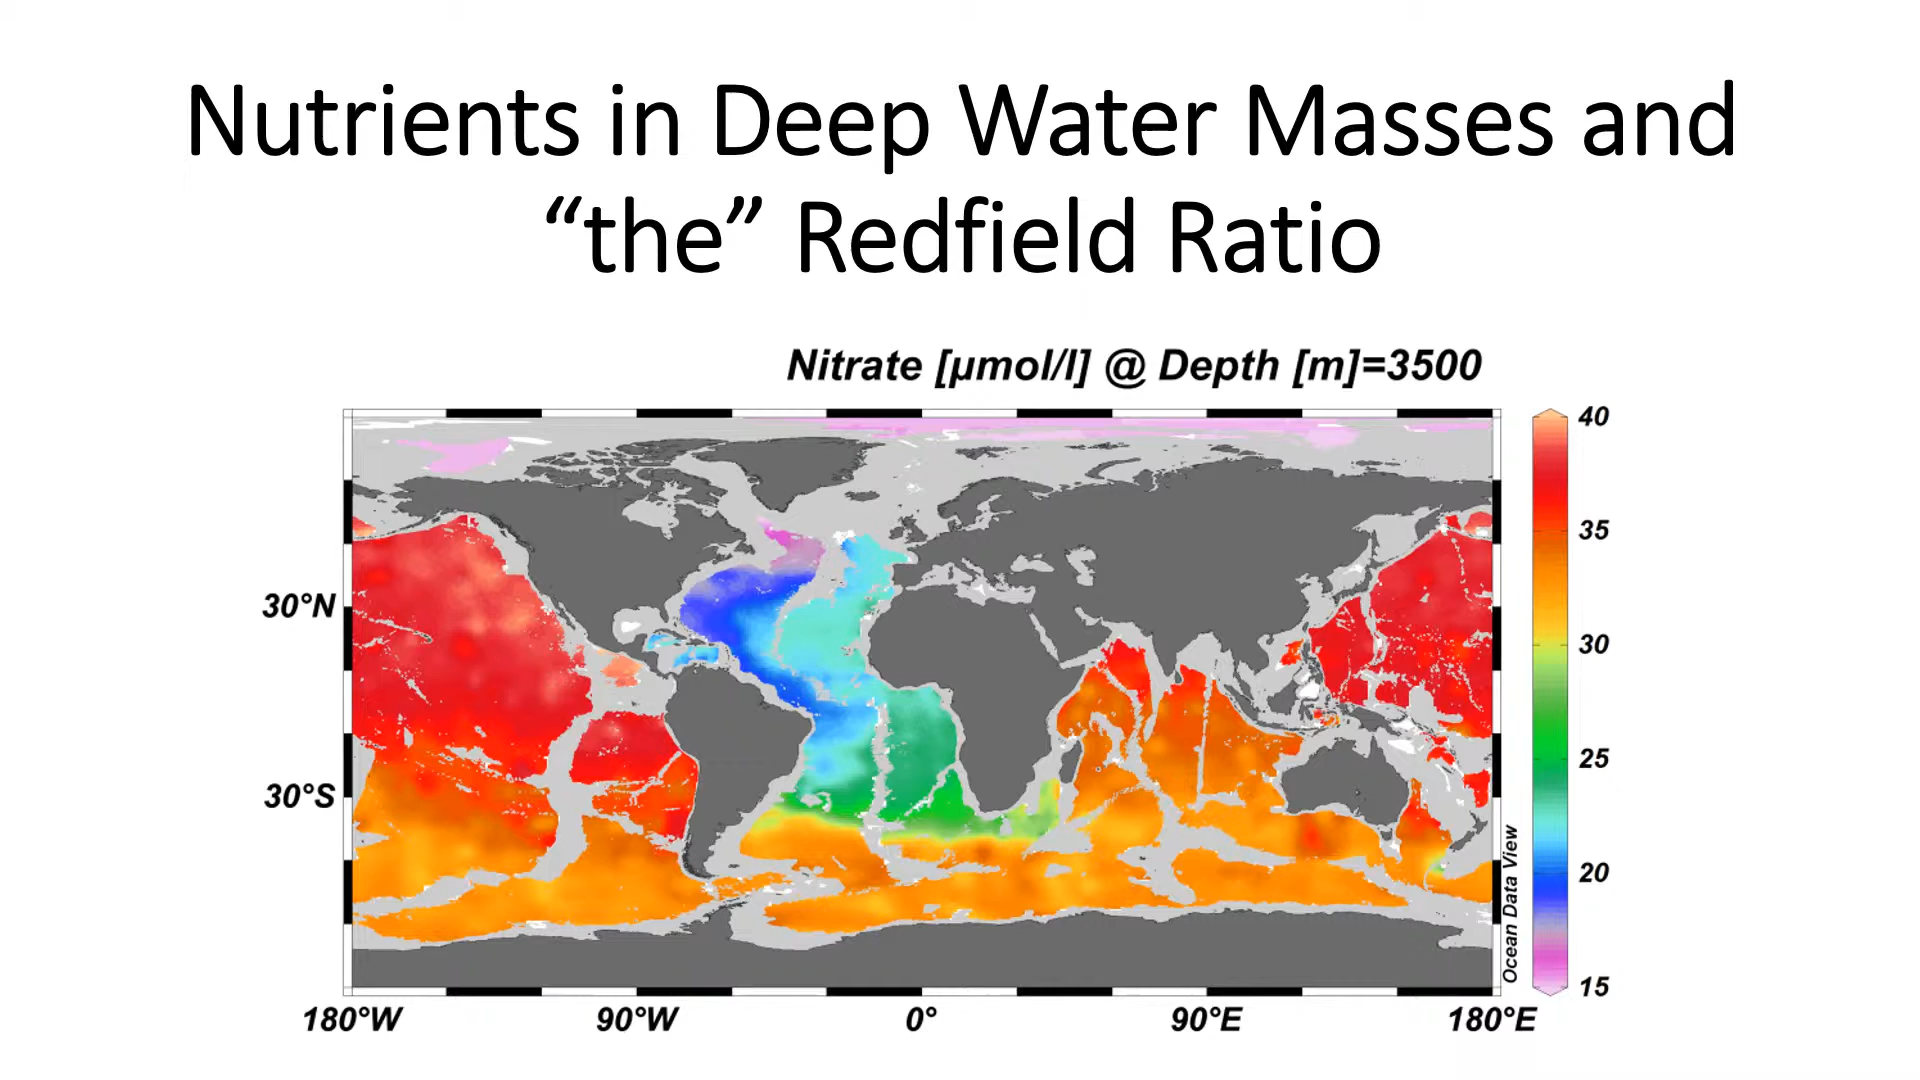 Nutrients in Deep Water Masses and
“the” Redfield Ratio
Nitrate [µmol/l] @ Depth [m]=3500
40
35
30°N
30
25
30°S
20
Ocean Data View
15
180°W
90°W
0°
90°E
180°E